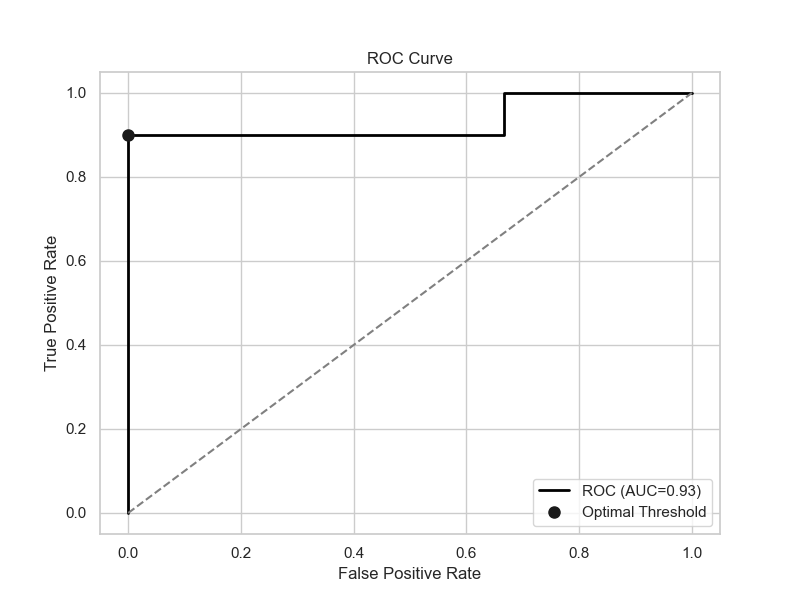 ROC Curve
True Positive Rate
1.0
0.8
0.6
0.4
0.2
0.0
ROC (AUC=0.93)
Optimal Threshold
0.0 0.2 0.4 0.6 0.8 1.0
False Positive Rate